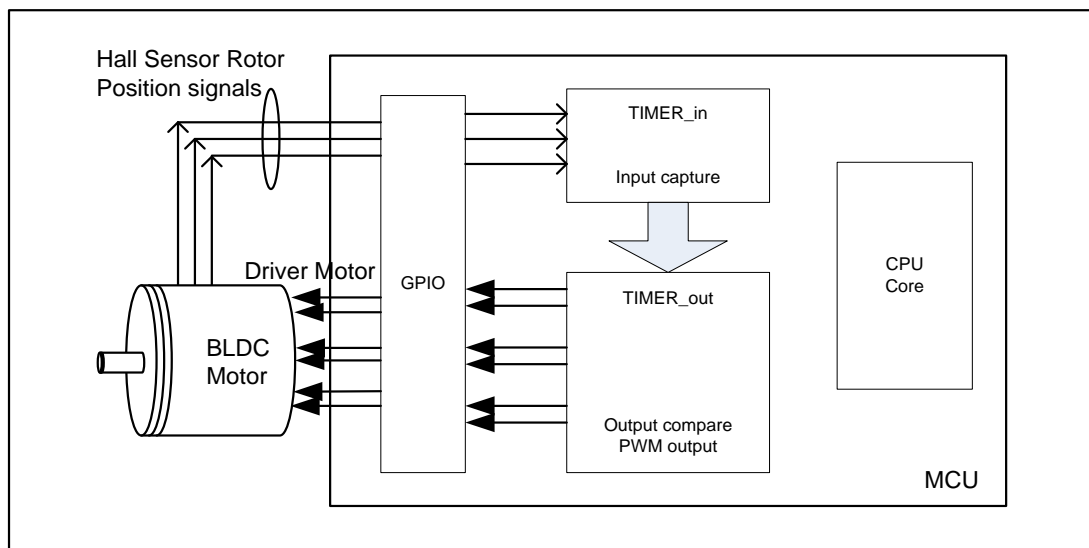 Hall Sensor Rotor
Position signals
TIMER_in
Input capture
Driver Motor
GPIO
TIMER_out
CPU
Core
BLDC
Motor
Output compare
PWM output
MCU